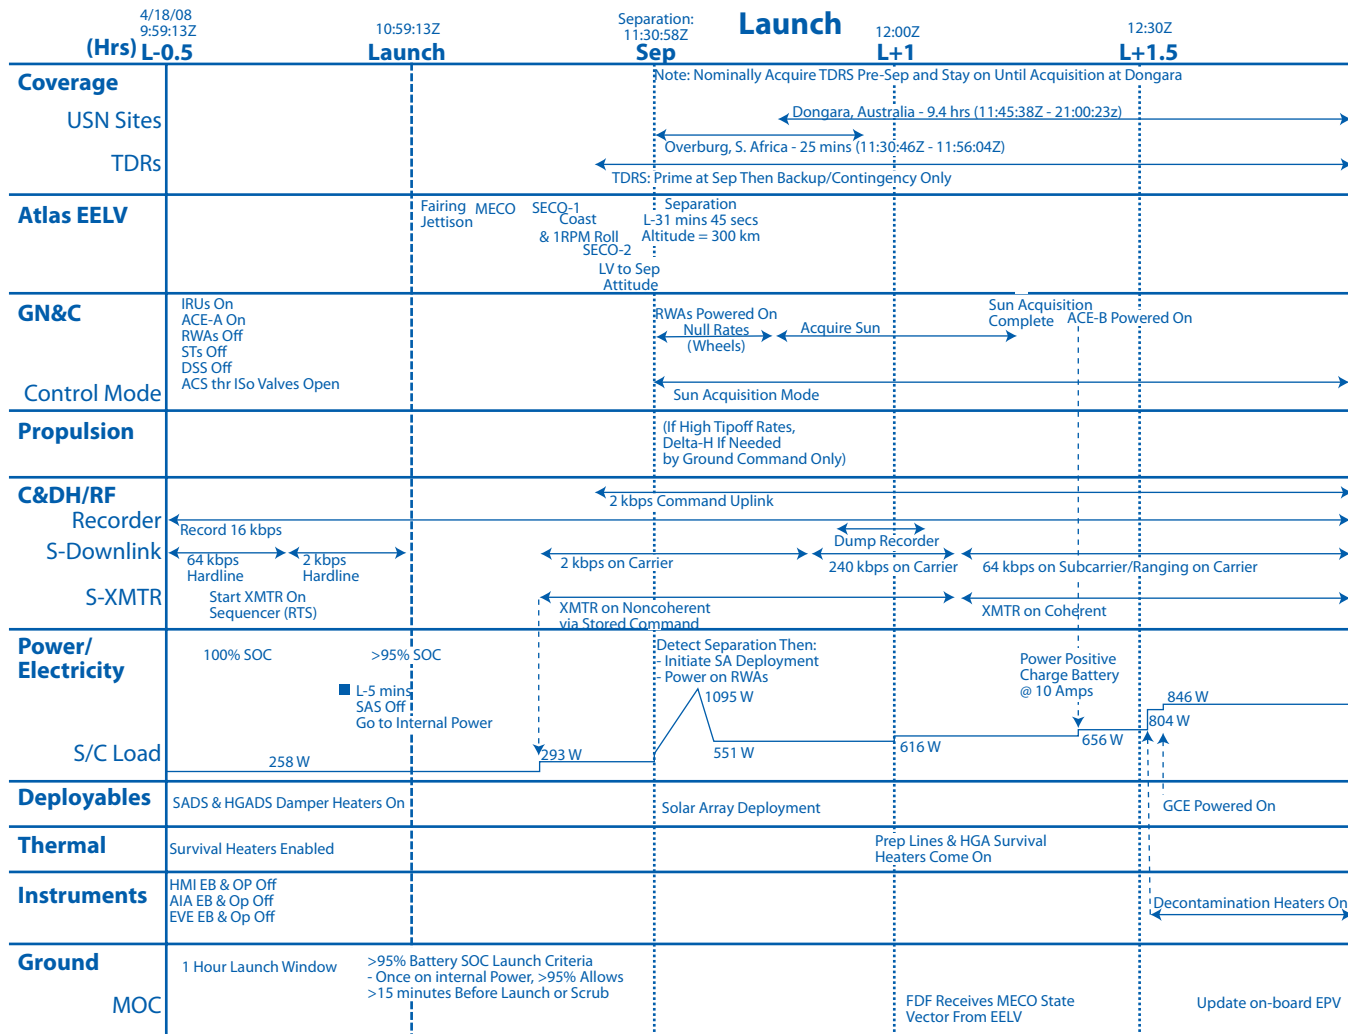 Launch
4/18/08
9:59:13Z
(Hrs) L-0.5
10:59:13Z
Launch
Separation:
11:30:58Z
Sep
12:00Z
L+1
12:30Z
L+1.5
Coverage
Note: Nominally Acquire TDRS Pre-Sep and Stay on Until Acquisition at Dongara
USN Sites
Dongara, Australia - 9.4 hrs (11:45:38Z - 21:00:23z)
Overburg, S. Africa - 25 mins (11:30:46Z - 11:56:04Z)
TDRs
TDRS: Prime at Sep Then Backup/Contingency Only
Atlas EELV
Fairing
Jettison
MECO
SECO-1
Coast
& 1RPM Roll
SECO-2
LV to Sep
Attitude
Separation
L-31 mins 45 secs
Altitude = 300 km
GN&C
IRUs On
ACE-A On
RWAs Off
STs Off
DSS Off
ACS thr ISo Valves Open
RWAs Powered On
Null Rates
(Wheels)
Acquire Sun
Sun Acquisition
Complete
ACE-B Powered On
Control Mode
Sun Acquisition Mode
Propulsion
(If High Tipoff Rates,
Delta-H If Needed
by Ground Command Only)
C&DH/RF
2 kbps Command Uplink
Recorder
Record 16 kbps
Dump Recorder
S-Downlink
64 kbps
Hardline
2 kbps
Hardline
2 kbps on Carrier
240 kbps on Carrier
64 kbps on Subcarrier/Ranging on Carrier
S-XMTR
Start XMTR On
Sequencer (RTS)
XMTR on Noncoherent
via Stored Command
XMTR on Coherent
Power/
Electricity
100% SOC
>95% SOC
L-5 mins
SAS Off
Go to Internal Power
Detect Separation Then:
- Initiate SA Deployment
- Power on RWAs
Power Positive
Charge Battery
@ 10 Amps
S/C Load
258 W
293 W
1095 W
551 W
616 W
656 W
804 W
846 W
Deployables
SADS & HGADS Damper Heaters On
Solar Array Deployment
GCE Powered On
Thermal
Survival Heaters Enabled
Prep Lines & HGA Survival
Heaters Come On
Instruments
HMI EB & OP Off
AIA EB & Op Off
EVE EB & Op Off
Decontamination Heaters On
Ground
1 Hour Launch Window
>95% Battery SOC Launch Criteria
- Once on internal Power, >95% Allows
>15 minutes Before Launch or Scrub
MOC
FDF Receives MECO State
Vector From EELV
Update on-board EPV